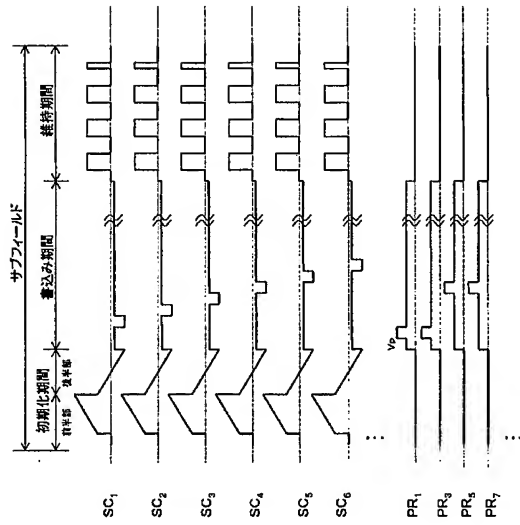 サブフィールド
初期化期間
書込み期間
維持期間
前半部
後半部
SC1
SC2
SC3
SC4
SC5
SC6
...
Vp
PR1
PR3
PR5
PR7
...